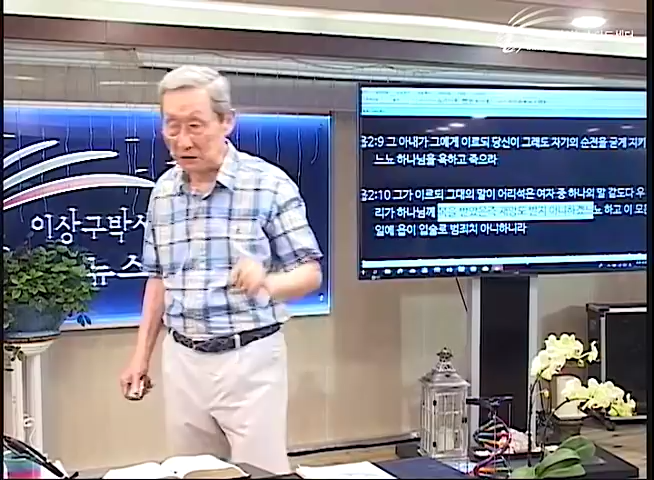 욥2:9 그 아내가 그에게 이르되 당신이 그래도 자기의 순전을 굳게 지키
느뇨 하나님을 욕하고 죽으라
욥2:10 그가 이르되 그대의 말이 어리석은 여자 중 하나의 말 같도다 우
리가 하나님께 복을 받았은즉 재앙도 받지 아니하겠느뇨 하고 이 모든
일에 욥이 입술로 범죄치 아니하니라
이상구박사
뉴스